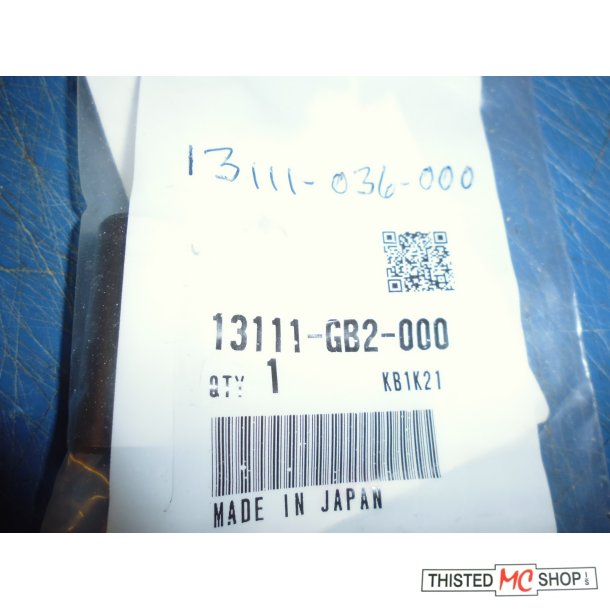 13111-036-000
13111-GB2-000
QTY 1 KB1K21
MADE IN JAPAN
THISTED MC SHOP I/S